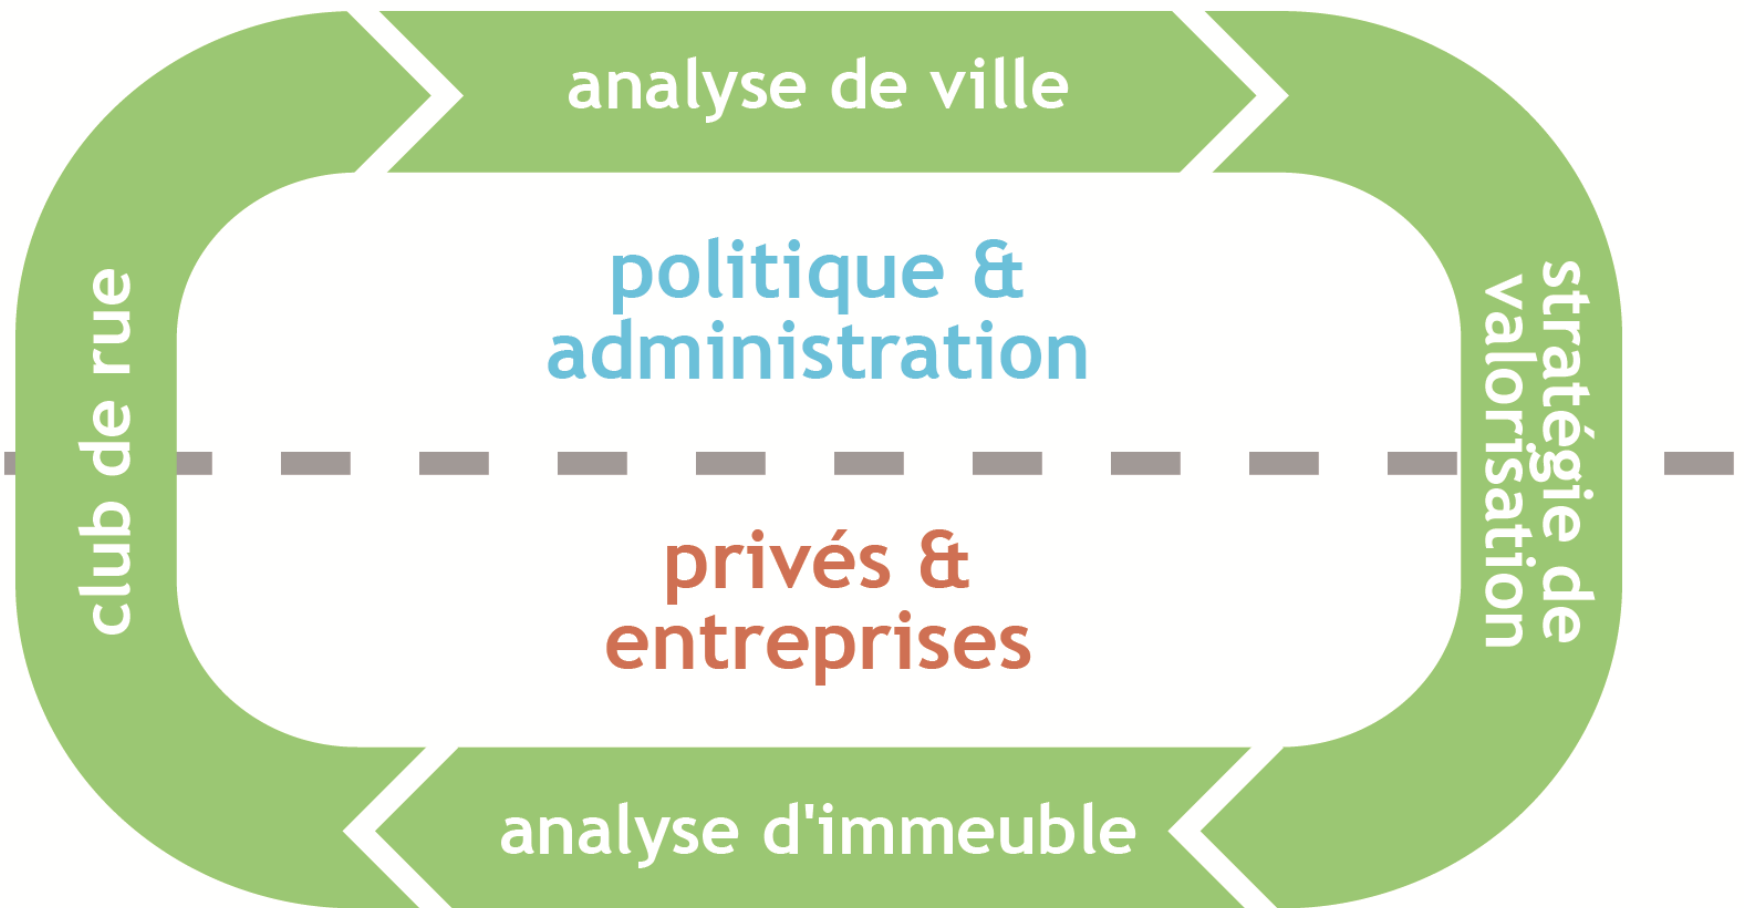 analyse de ville
politique &
administration
club de rue
stratégie de
valorisation
privés &
entreprises
analyse d'immeuble